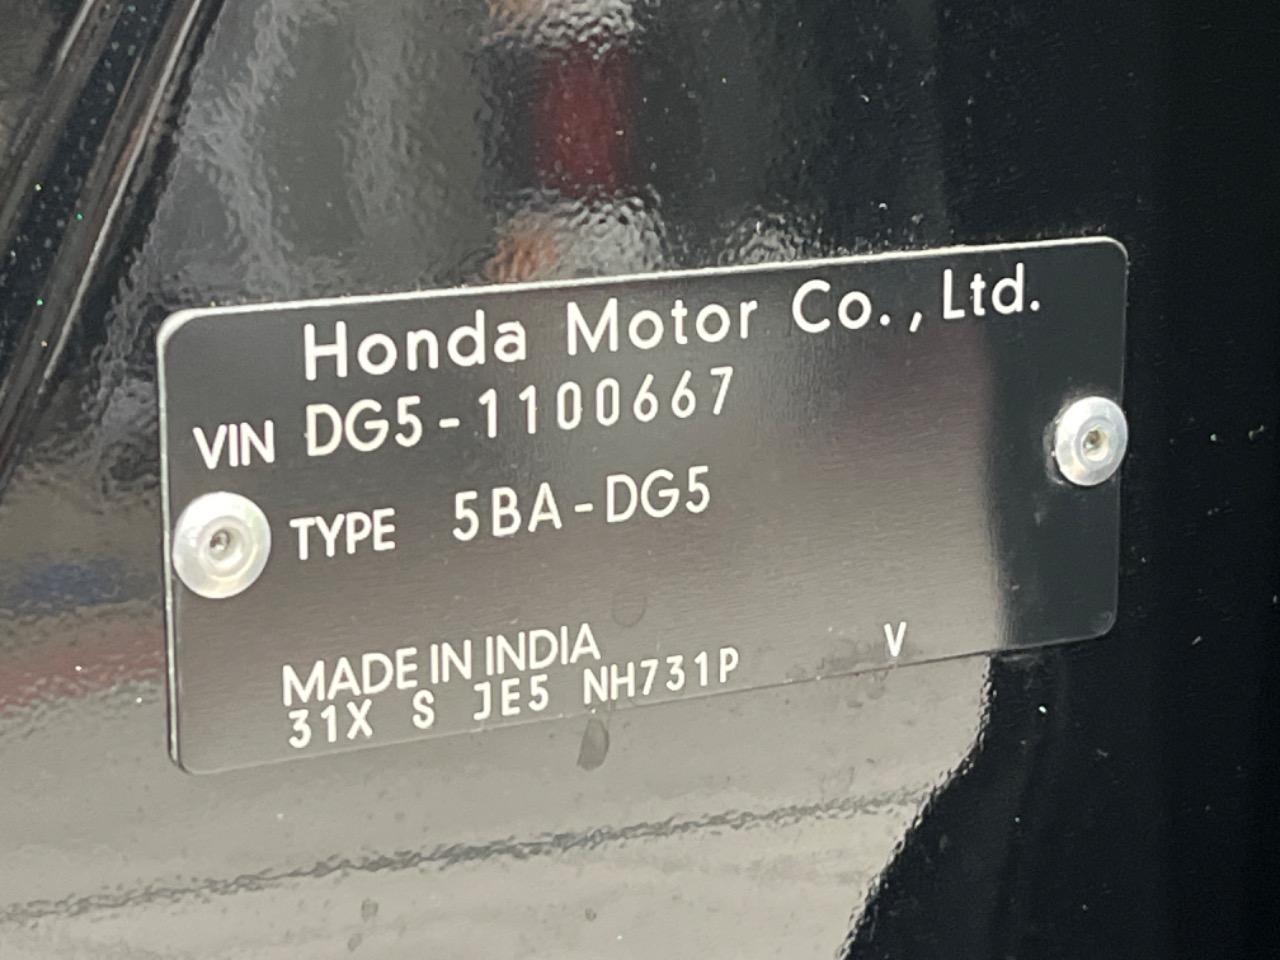 Honda Motor Co., Ltd.
VIN DG5-1100667
TYPE 5BA-DG5
MADE IN INDIA
31X S JE5 NH731P V